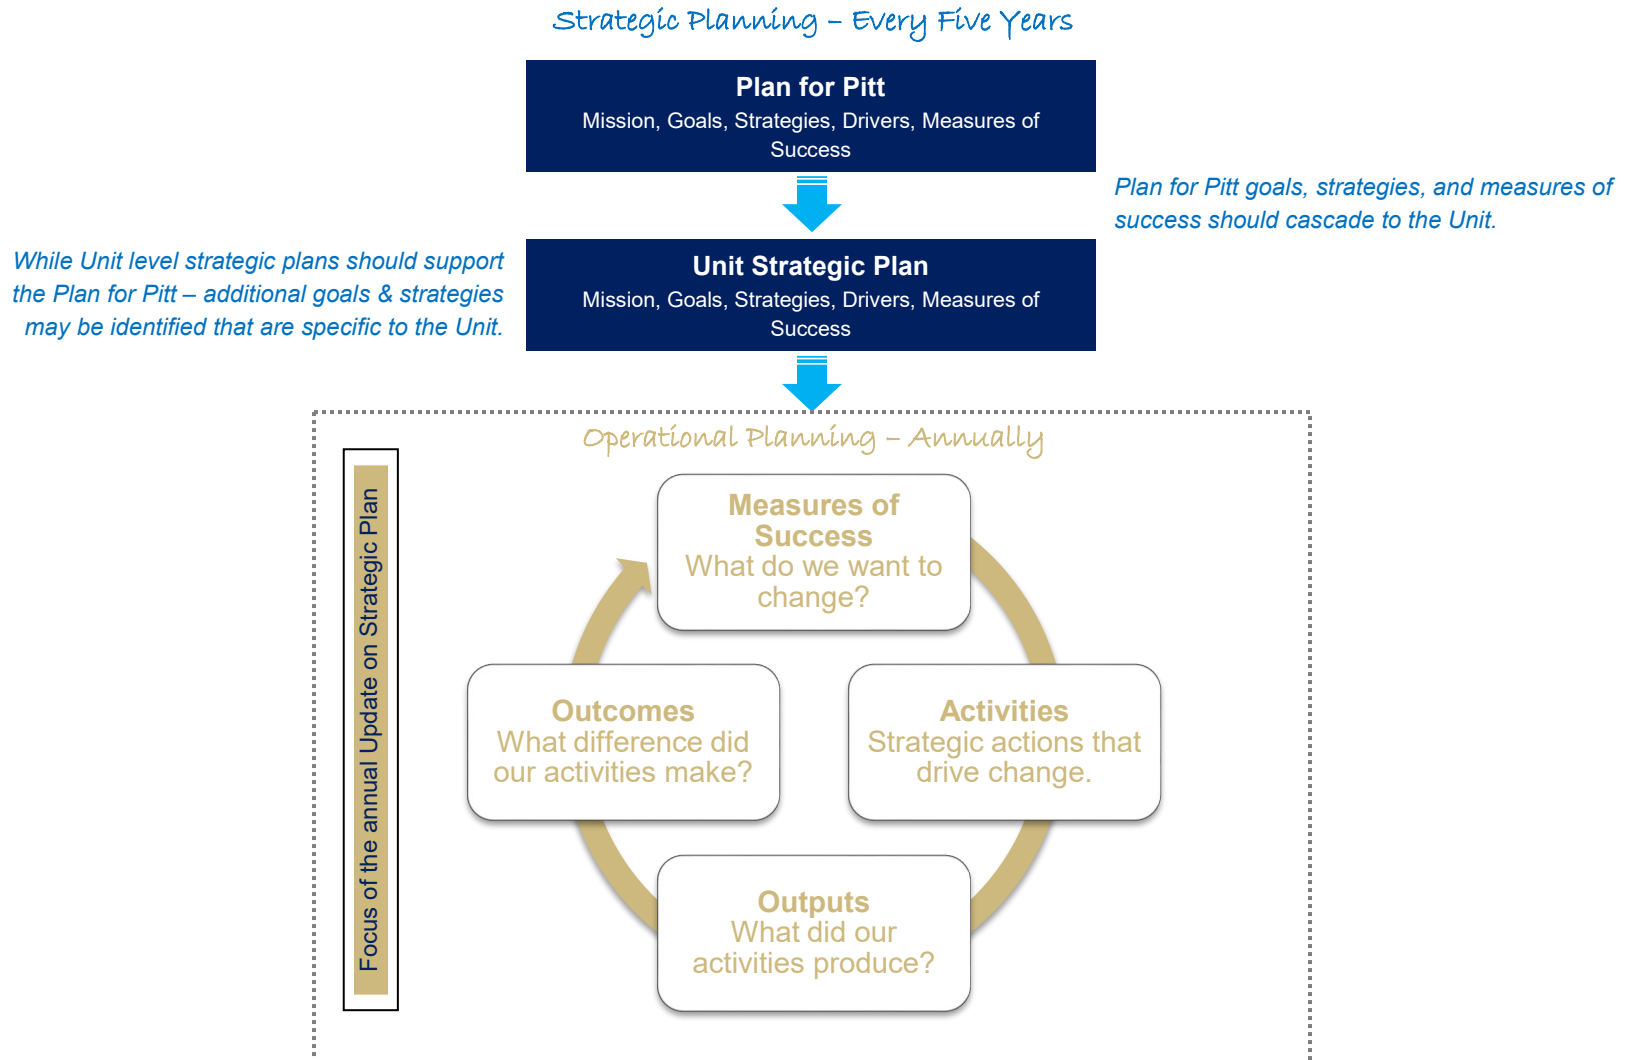 Strategic Planning – Every Five Years
Plan for Pitt
Mission, Goals, Strategies, Drivers, Measures of
Success
Plan for Pitt goals, strategies, and measures of
success should cascade to the Unit.
While Unit level strategic plans should support
the Plan for Pitt – additional goals & strategies
may be identified that are specific to the Unit.
Unit Strategic Plan
Mission, Goals, Strategies, Drivers, Measures of
Success
Operational Planning – Annually
Focus of the annual Update on Strategic Plan
Measures of
Success
What do we want to
change?
Activities
Strategic actions that
drive change.
Outputs
What did our
activities produce?
Outcomes
What difference did
our activities make?